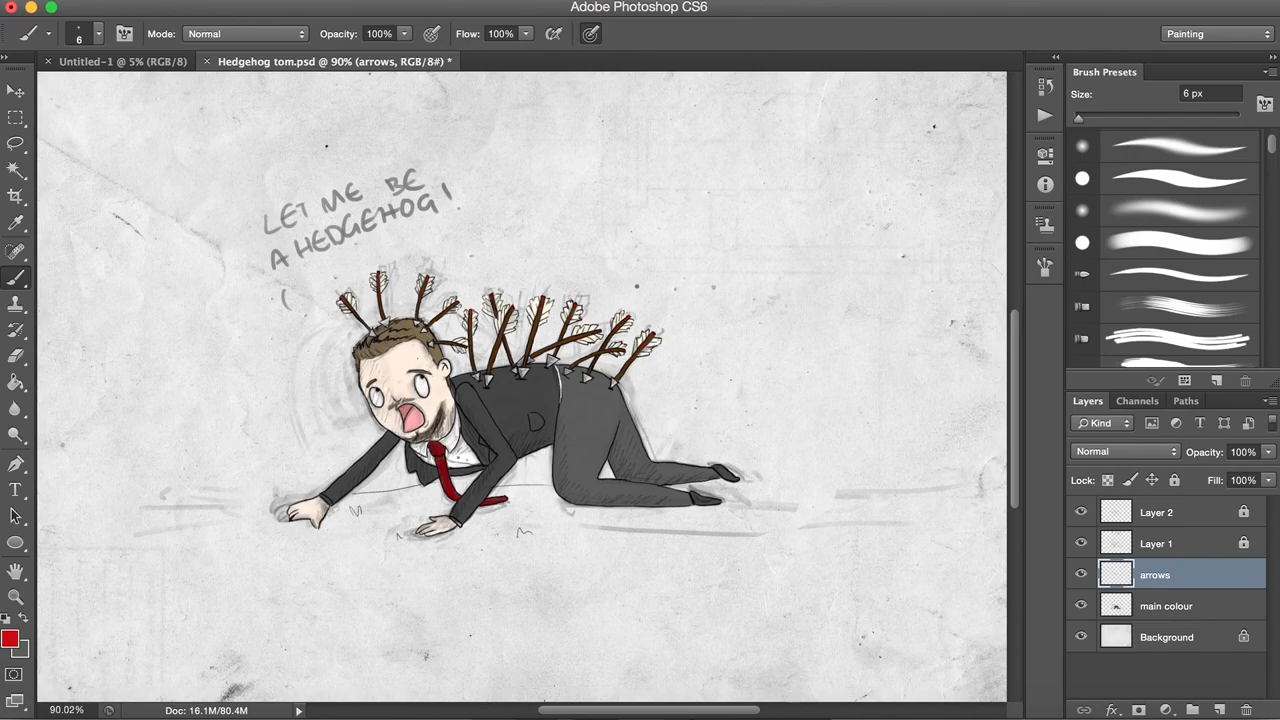 Adobe Photoshop CS6
6
Mode: Normal Opacity: 100% Flow: 100% Painting
Untitled-1 @ 5% (RGB/8) Hedgehog tom.psd @ 90% (arrows, RGB/8#) *
Brush Presets
Size: 6 px
LET ME BE
A HEDGEHOG!
Layers Channels Paths
Kind
Normal Opacity: 100%
Lock: Fill: 100%
Layer 2
Layer 1
arrows
main colour
Background
90.02% Doc: 16.1M/80.4M